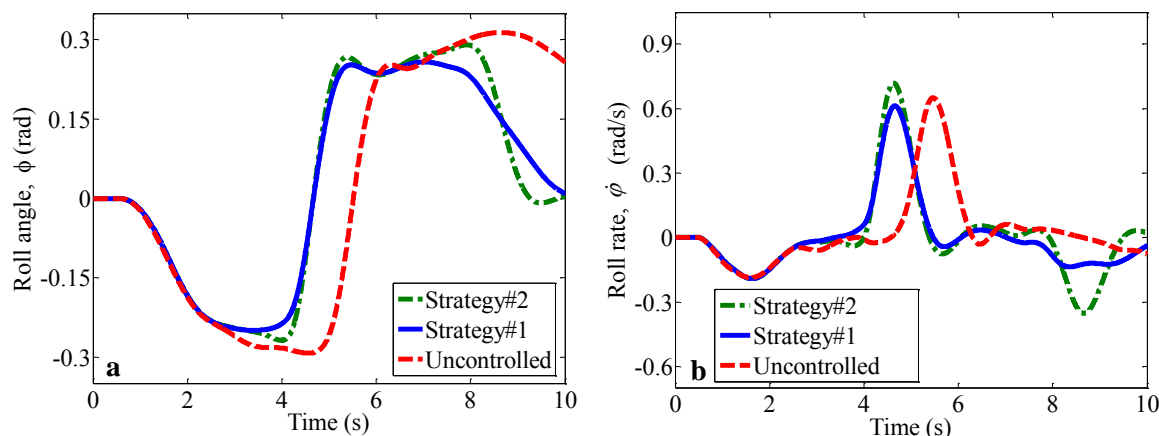 0.3
0.15
0
-0.15
-0.3
Roll angle, ϕ (rad)
Strategy#2
Strategy#1
Uncontrolled
a
0 2 4 6 8 10
Time (s)
0.9
0.6
0.3
0
-0.3
-0.6
Roll rate, φ̇ (rad/s)
Strategy#2
Strategy#1
Uncontrolled
b
0 2 4 6 8 10
Time (s)